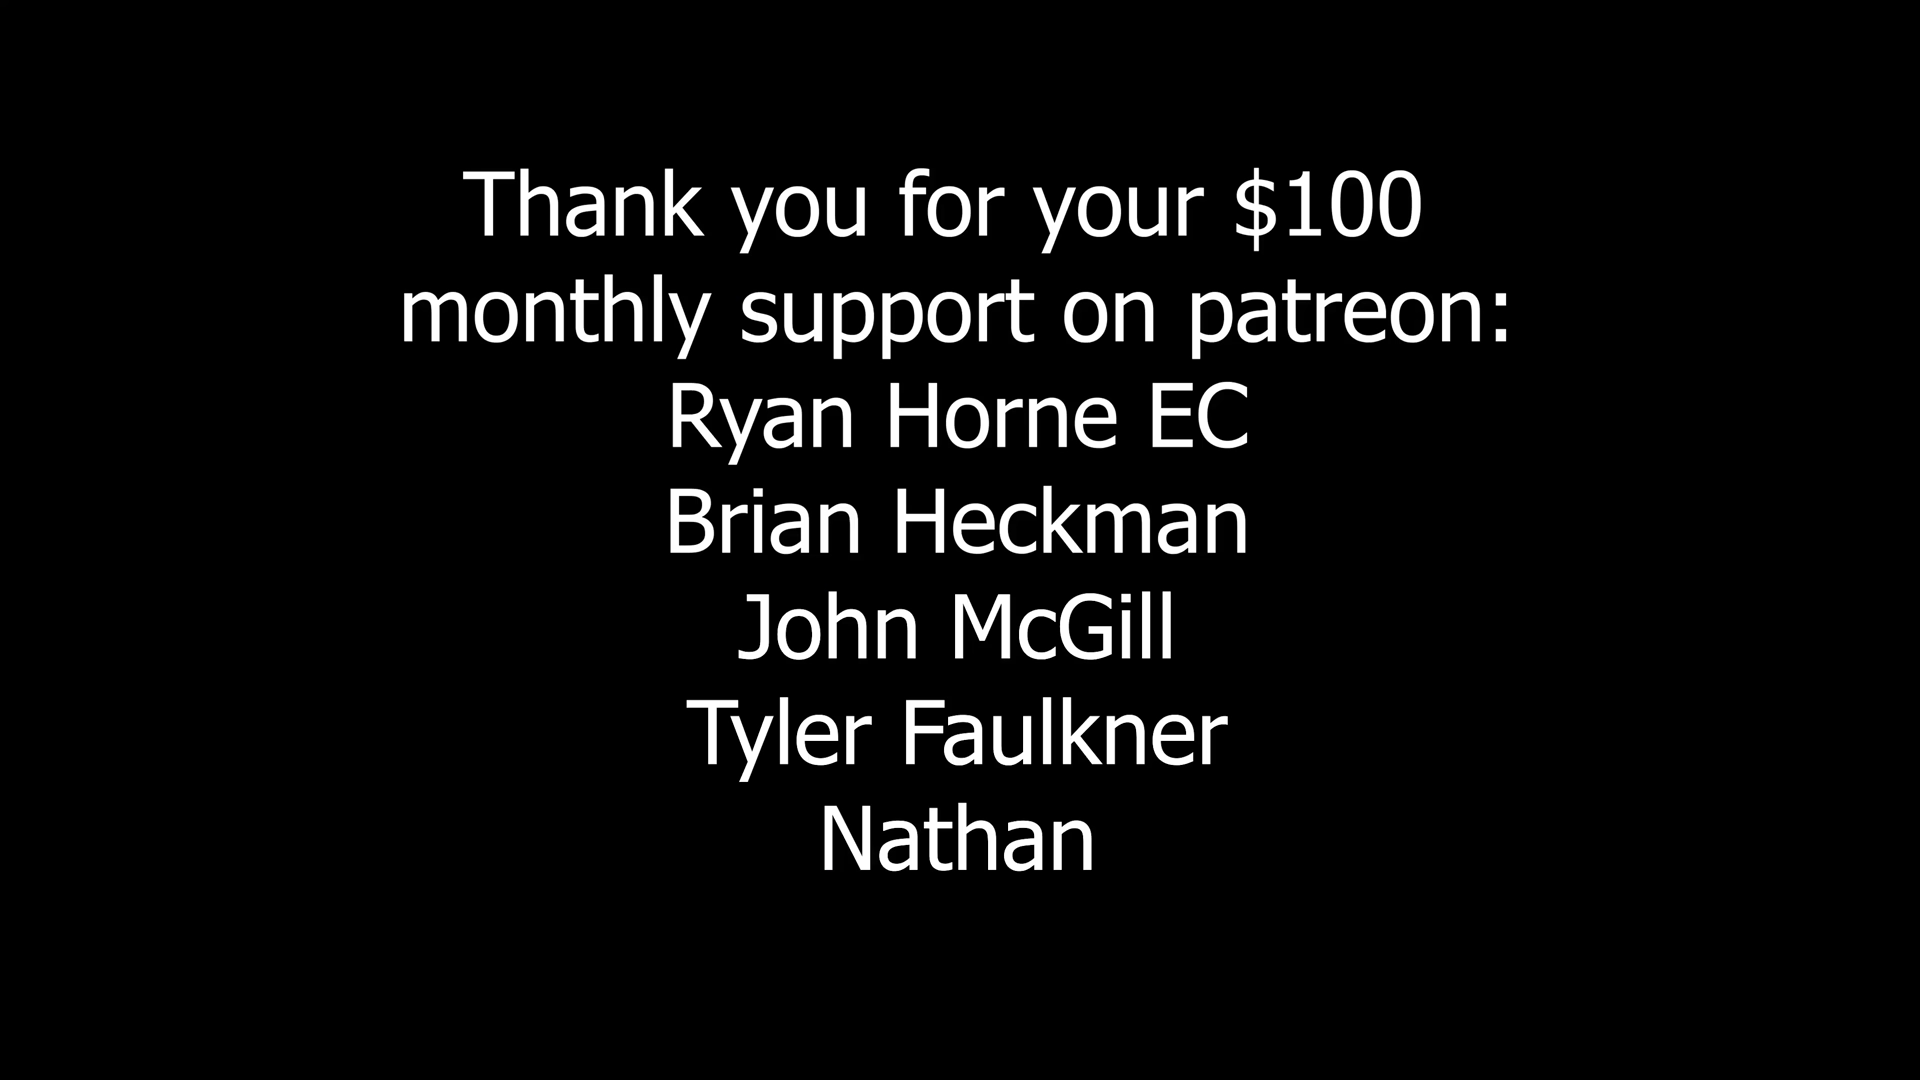 Thank you for your $100
monthly support on patreon:
Ryan Horne EC
Brian Heckman
John McGill
Tyler Faulkner
Nathan